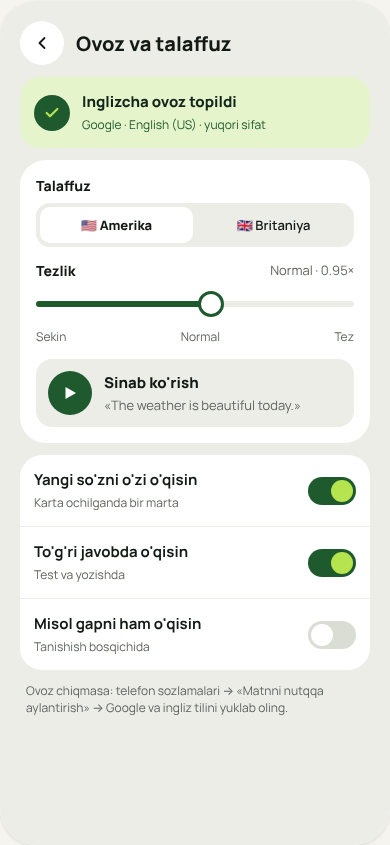 Ovoz va talaffuz
Inglizcha ovoz topildi
Google · English (US) · yuqori sifat
Talaffuz
🇺🇸 Amerika
🇬🇧 Britaniya
Tezlik
Normal · 0.95×
Sekin
Normal
Tez
Sinab ko'rish
«The weather is beautiful today.»
Yangi so'zni o'zi o'qisin
Karta ochilganda bir marta
To'g'ri javobda o'qisin
Test va yozishda
Misol gapni ham o'qisin
Tanishish bosqichida
Ovoz chiqmasa: telefon sozlamalari → «Matnni nutqqa
aylantirish» → Google va ingliz tilini yuklab oling.